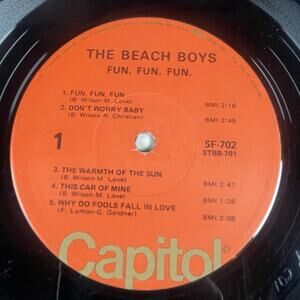 THE BEACH BOYS
FUN. FUN. FUN.
1. FUN, FUN, FUN
(B. Wilson-M. Love) BMI 2:16
2. DON'T WORRY BABY
(B. Wilson-R. Christian) BMI 2:45
1
SF-702
STBB-701
3. THE WARMTH OF THE SUN
(B. Wilson-M. Love) BMI 2:47
4. THIS CAR OF MINE
(B. Wilson-M. Love) BMI 1:35
5. WHY DO FOOLS FALL IN LOVE
(F. Lymon-G. Goldner) BMI 2:05
Capitol